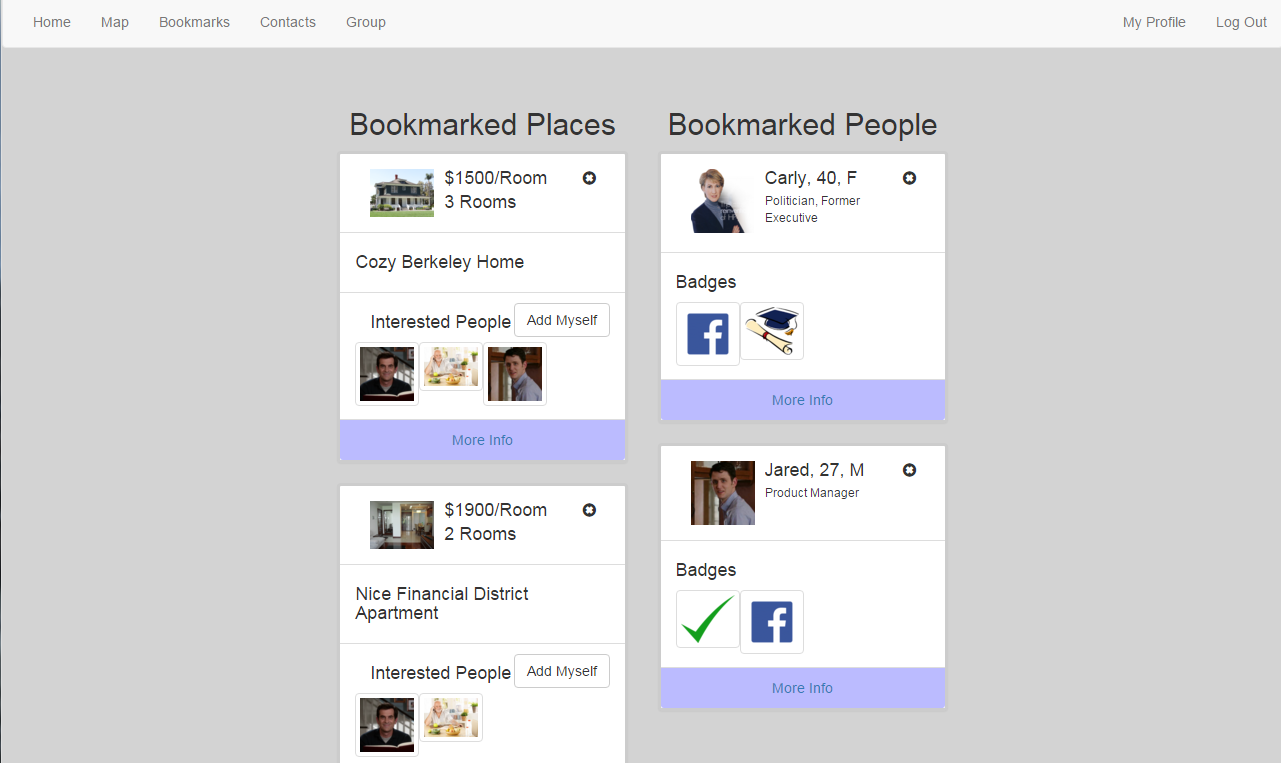 Home Map Bookmarks Contacts Group My Profile Log Out
Bookmarked Places
$1500/Room
3 Rooms
Cozy Berkeley Home
Interested People Add Myself
More Info
$1900/Room
2 Rooms
Nice Financial District
Apartment
Interested People Add Myself
Bookmarked People
Carly, 40, F
Politician, Former
Executive
Badges
More Info
Jared, 27, M
Product Manager
Badges
More Info